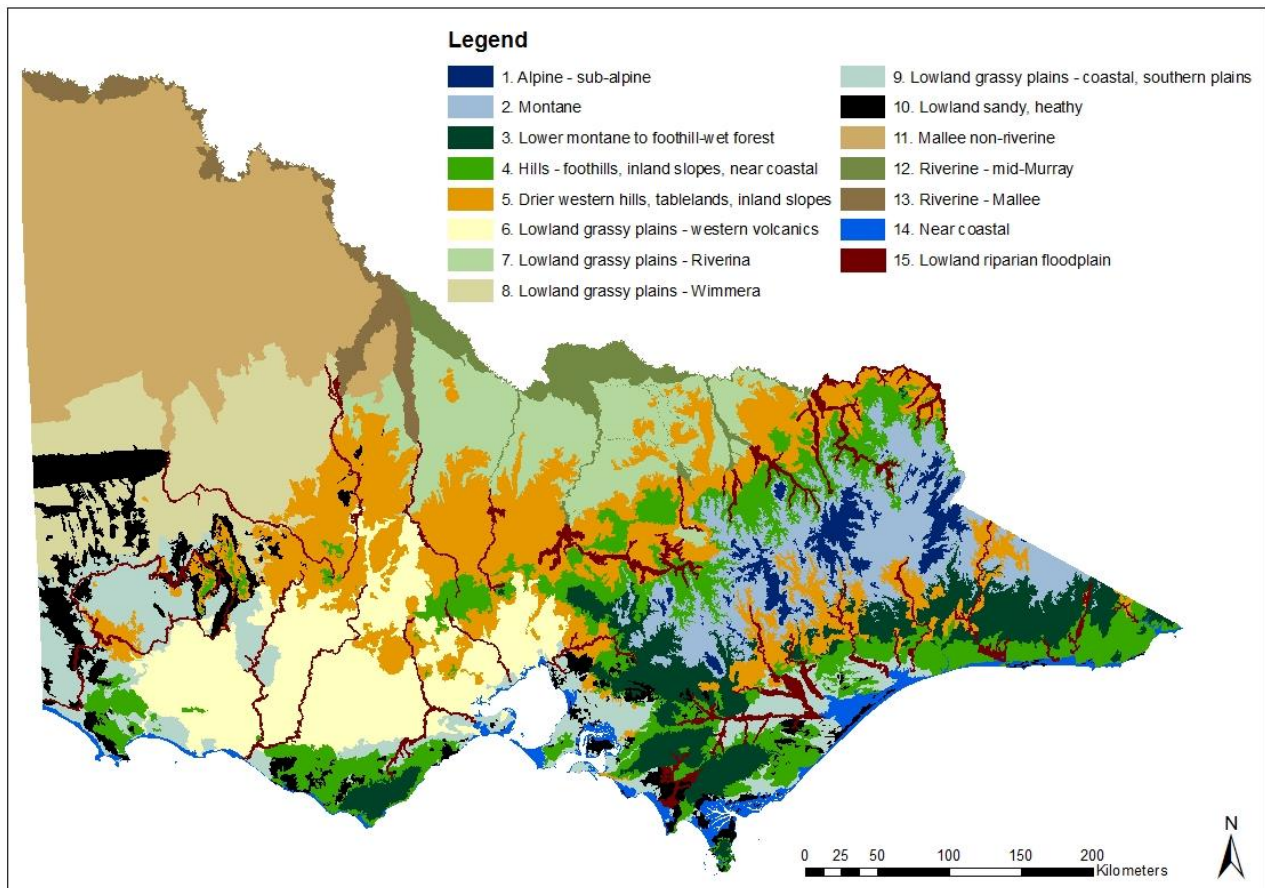 Legend
1. Alpine - sub-alpine
2. Montane
3. Lower montane to foothill-wet forest
4. Hills - foothills, inland slopes, near coastal
5. Drier western hills, tablelands, inland slopes
6. Lowland grassy plains - western volcanics
7. Lowland grassy plains - Riverina
8. Lowland grassy plains - Wimmera
9. Lowland grassy plains - coastal, southern plains
10. Lowland sandy, heathy
11. Mallee non-riverine
12. Riverine - mid-Murray
13. Riverine - Mallee
14. Near coastal
15. Lowland riparian floodplain
N
0 25 50 100 150 200
Kilometers